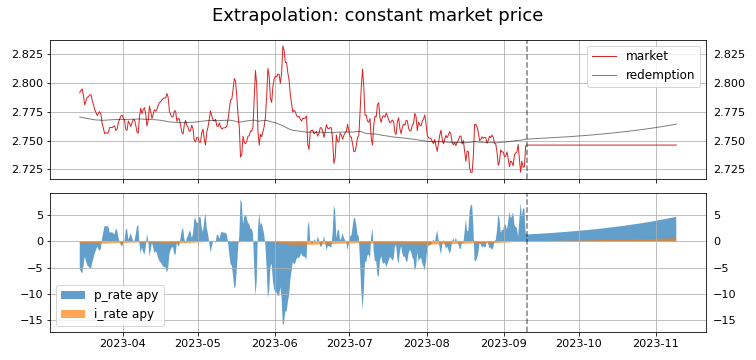 Extrapolation: constant market price
2.825 2.825
2.800 2.800
2.775 2.775
2.750 2.750
2.725 2.725
market
redemption
5 5
0 0
−5 −5
−10 −10
−15 −15
p_rate apy
i_rate apy
2023-04 2023-05 2023-06 2023-07 2023-08 2023-09 2023-10 2023-11